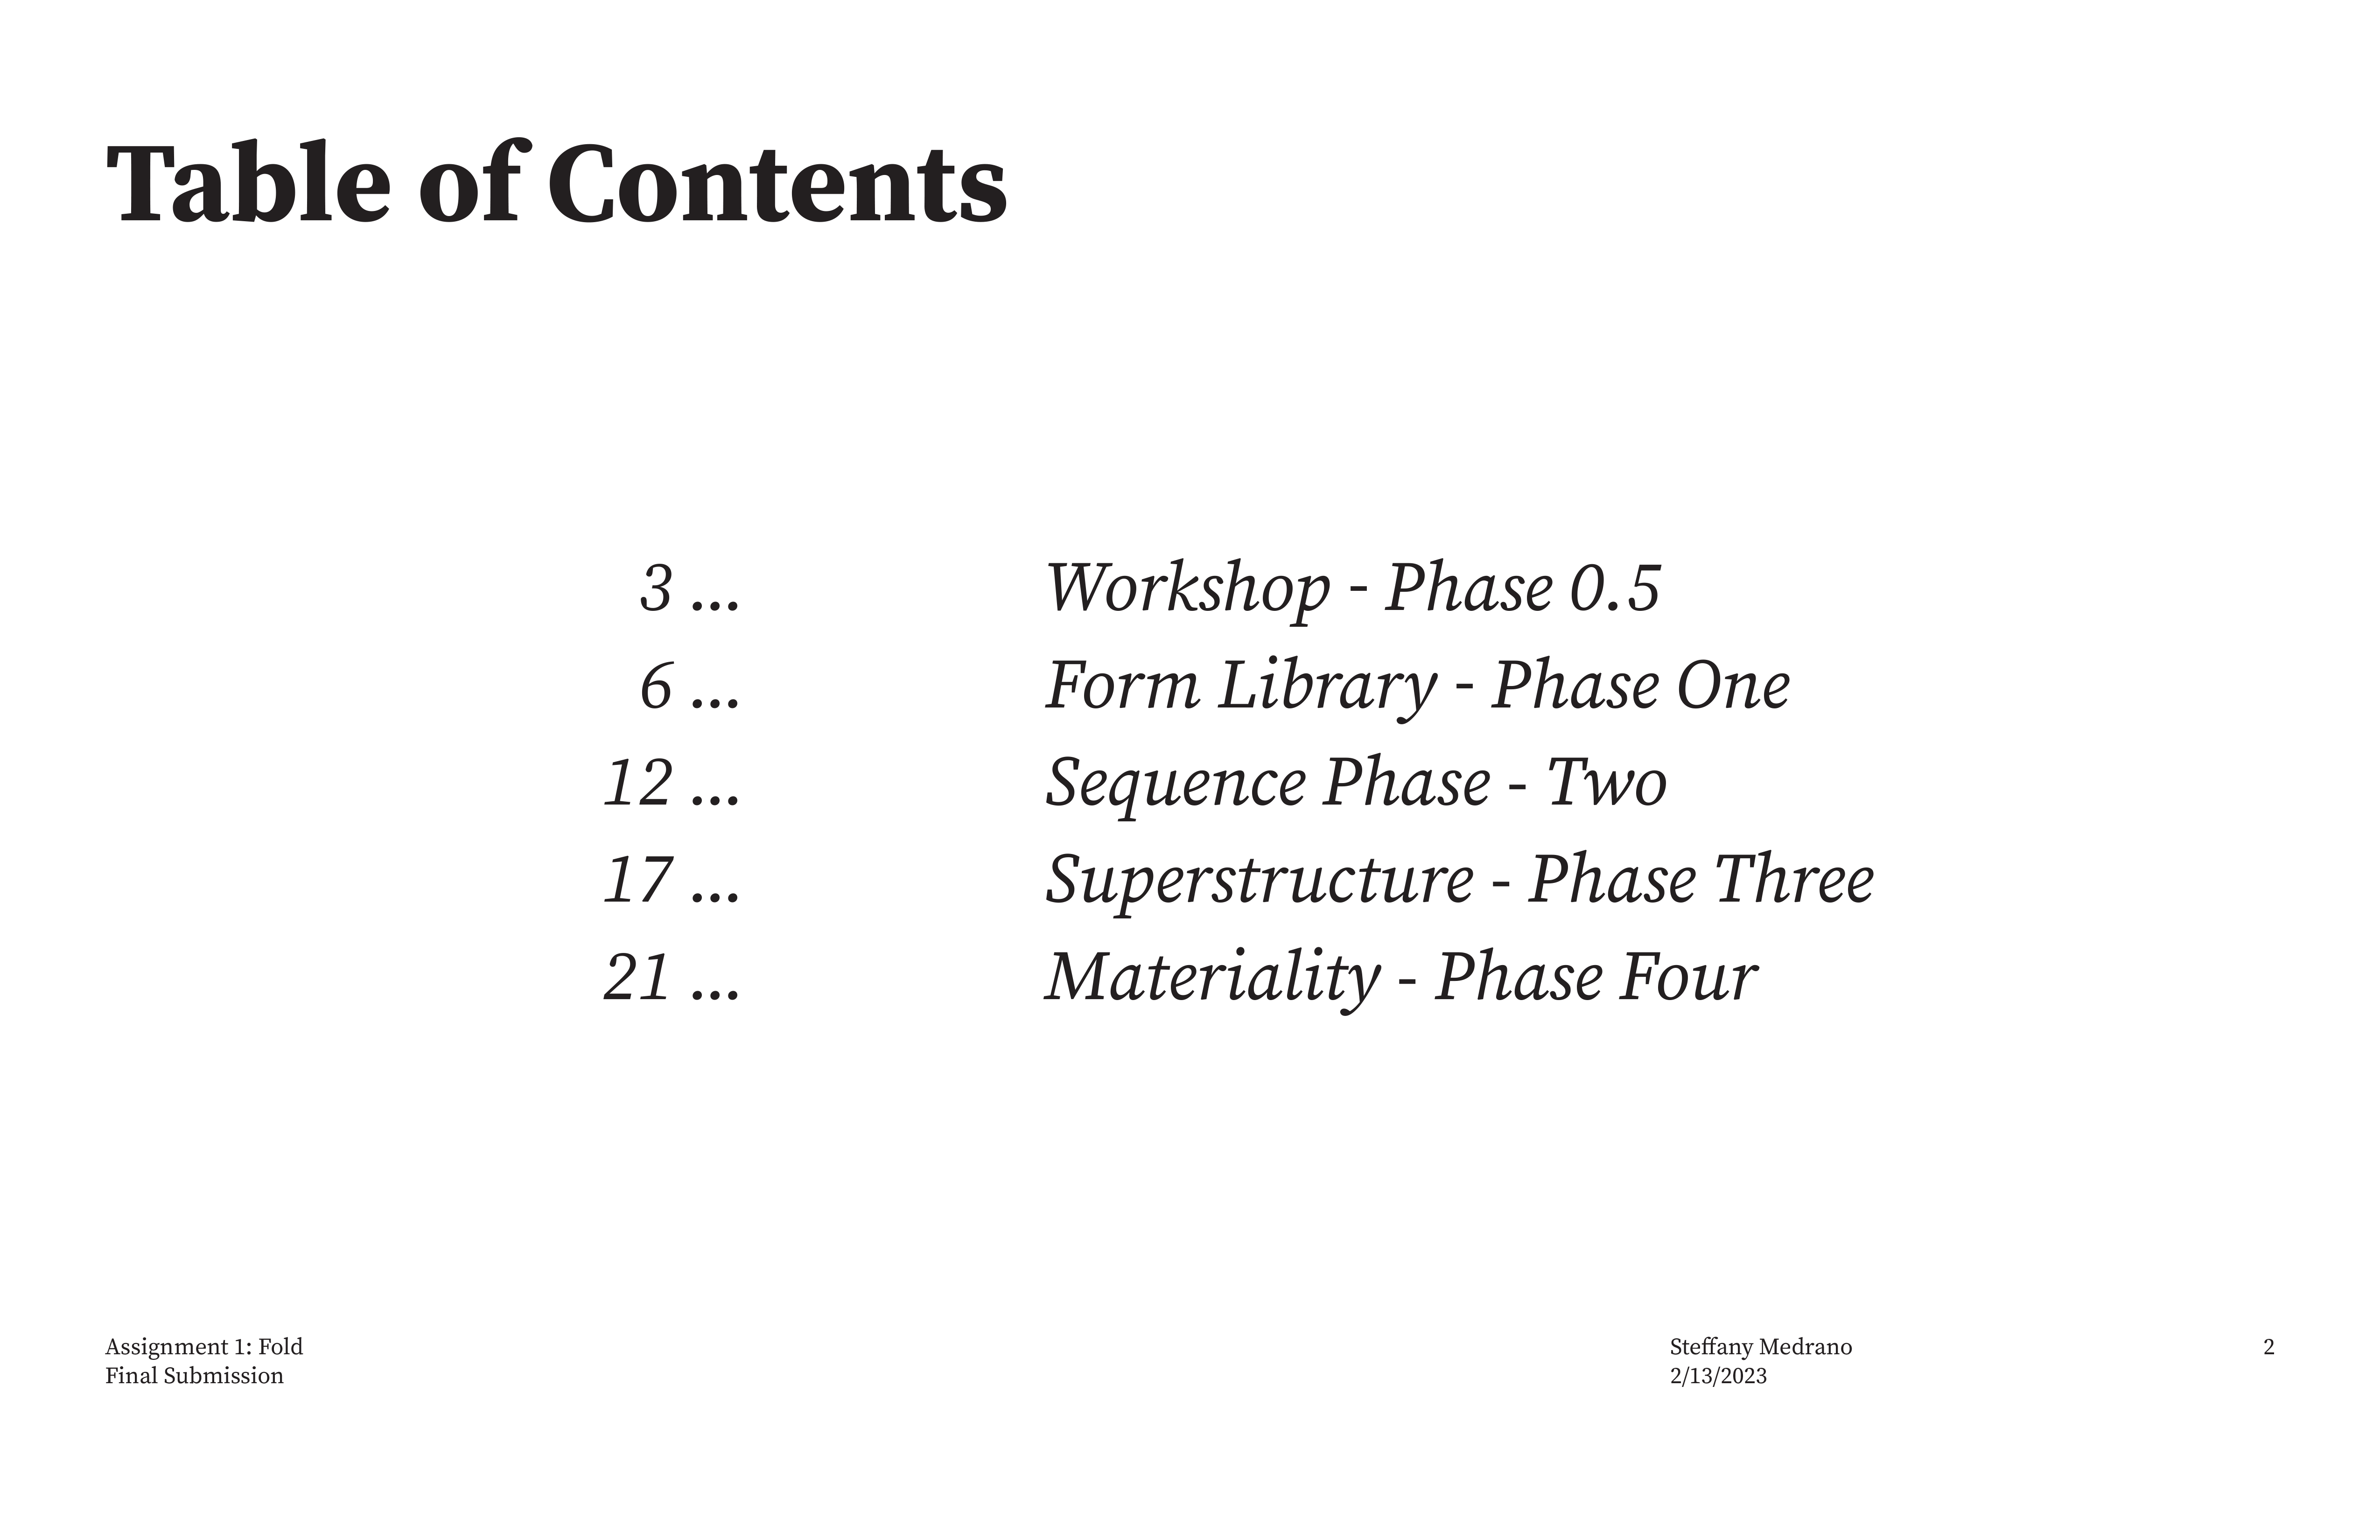 Table of Contents
3 ... Workshop - Phase 0.5
6 ... Form Library - Phase One
12 ... Sequence Phase - Two
17 ... Superstructure - Phase Three
21 ... Materiality - Phase Four
Assignment 1: Fold
Final Submission
Steffany Medrano
2/13/2023
2